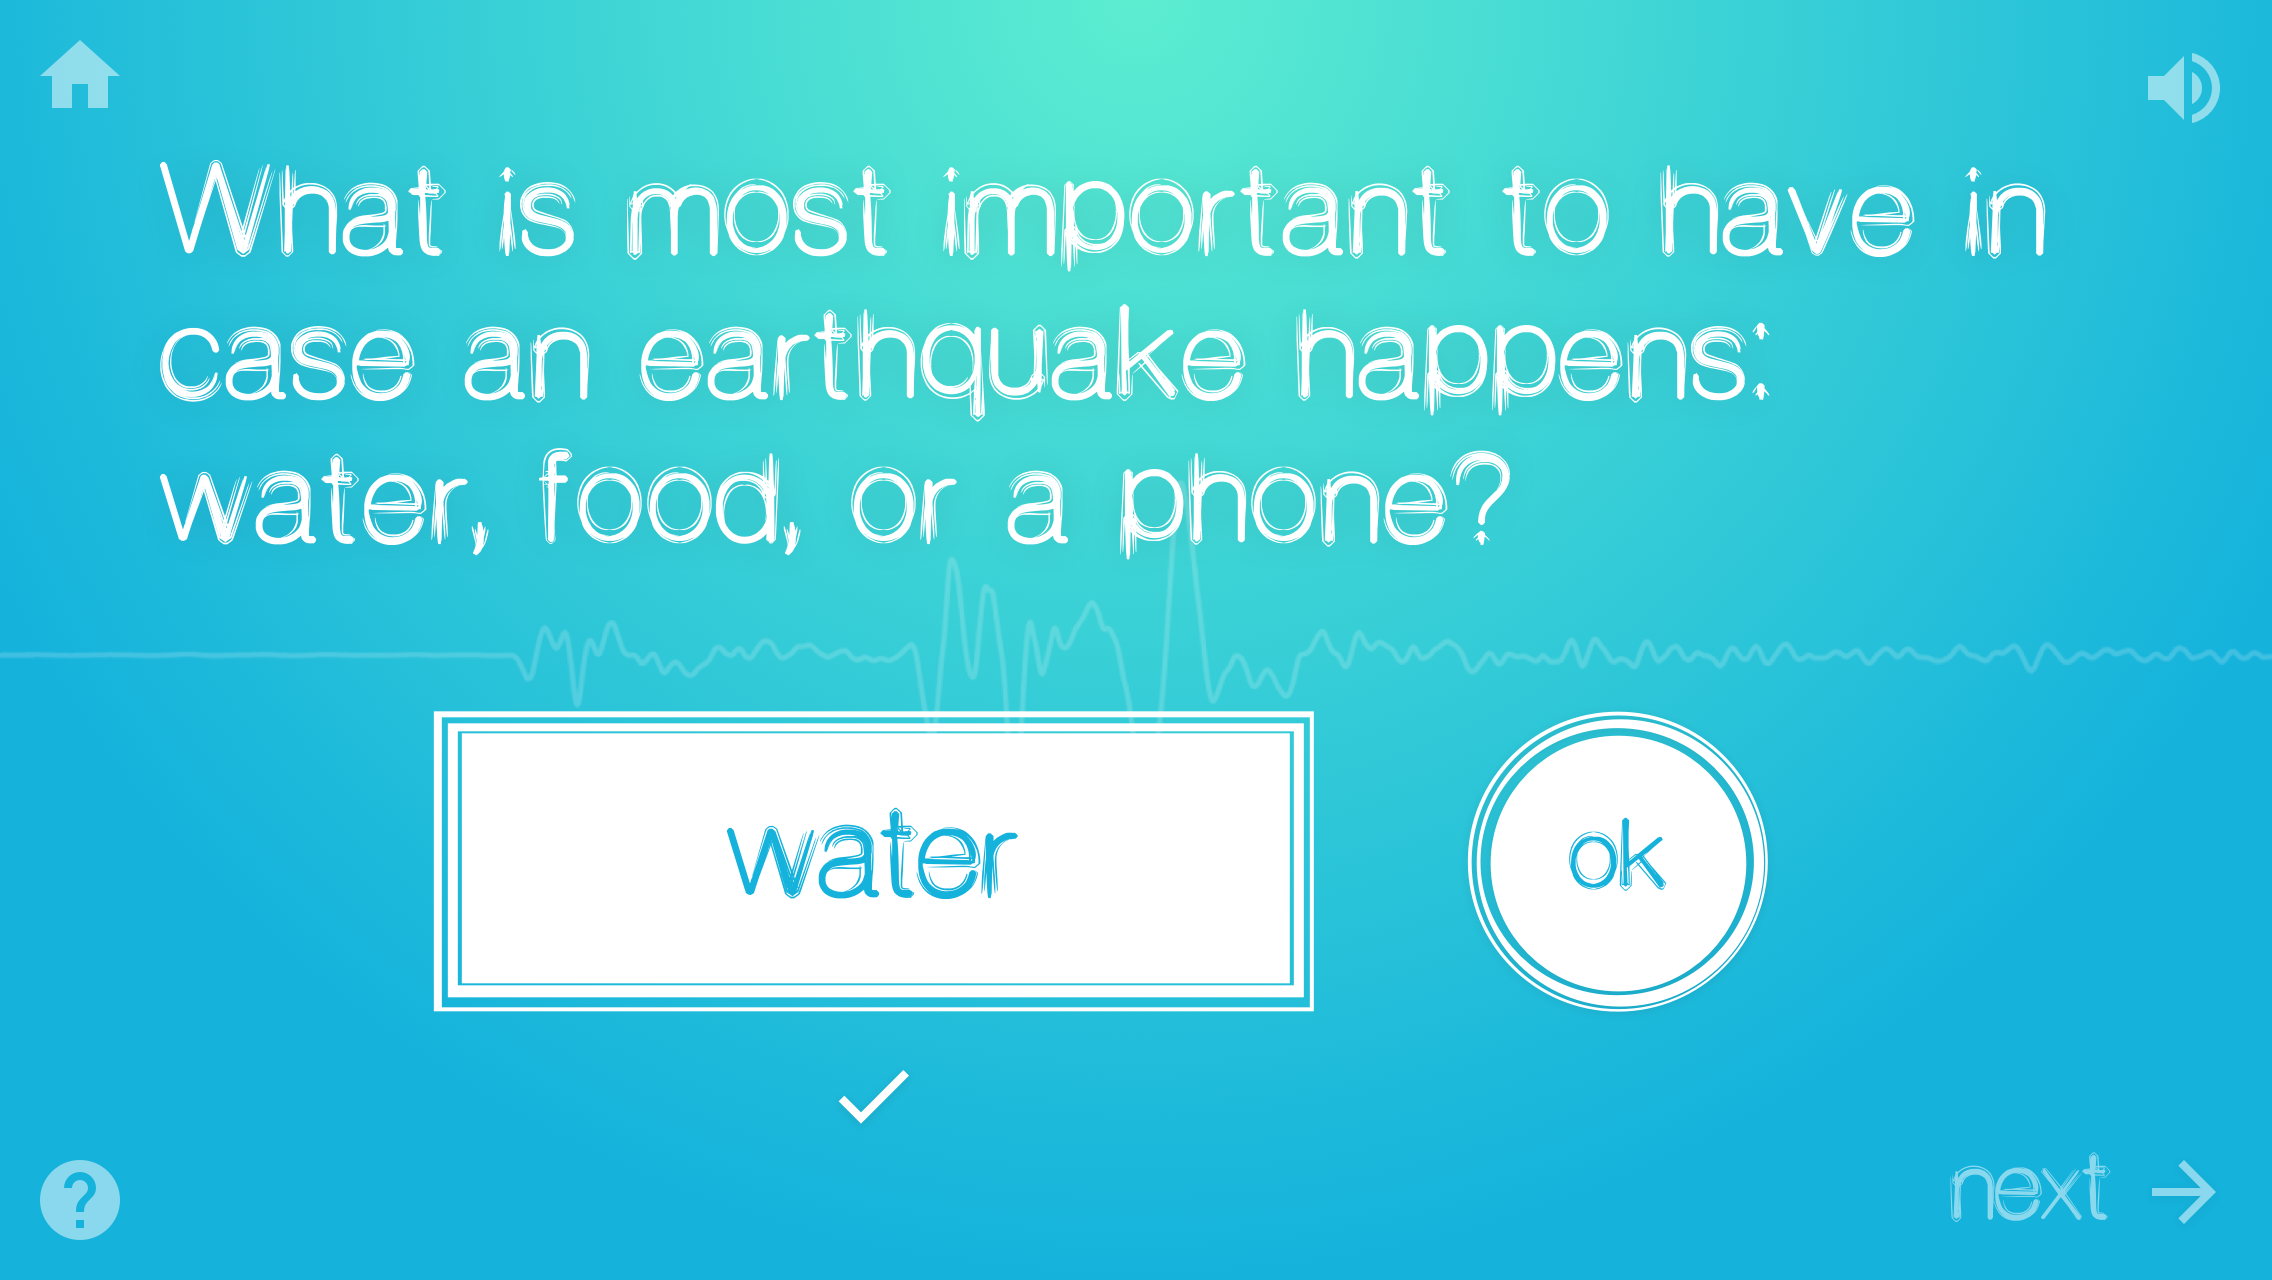 What is most important to have in
case an earthquake happens:
water, food, or a phone?
water
ok
next